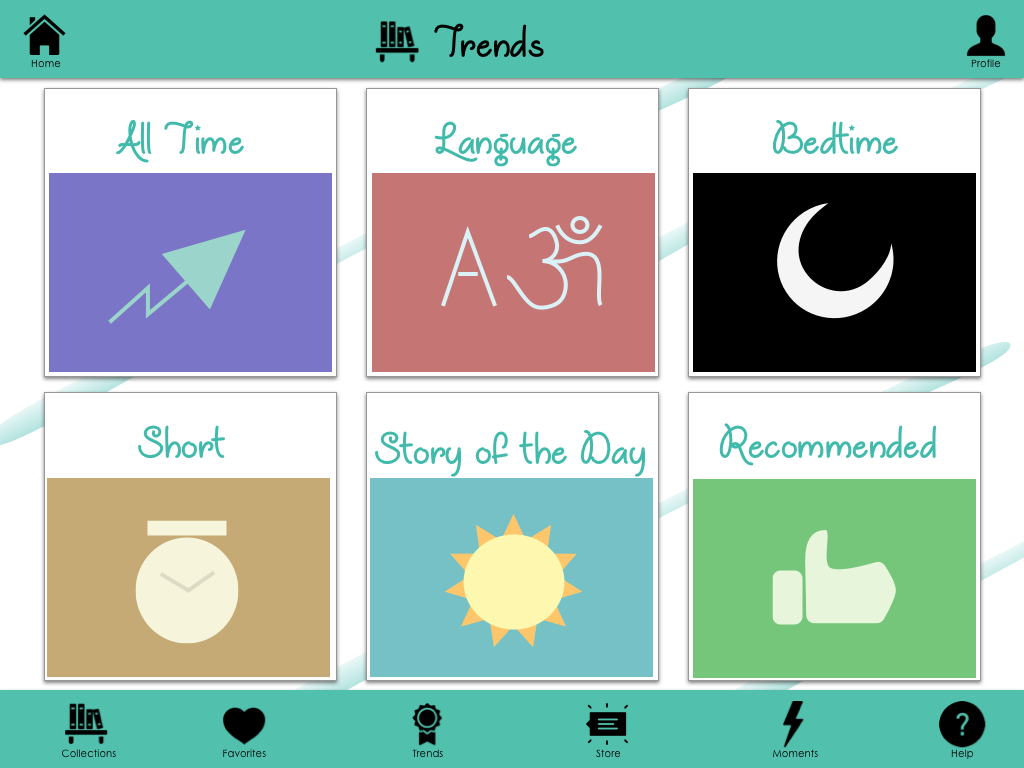 Trends
Home
Profile
All Time
Language
Bedtime
A ॐ
Short
Story of the Day
Recommended
?
Collections
Favorites
Trends
Store
Moments
Help